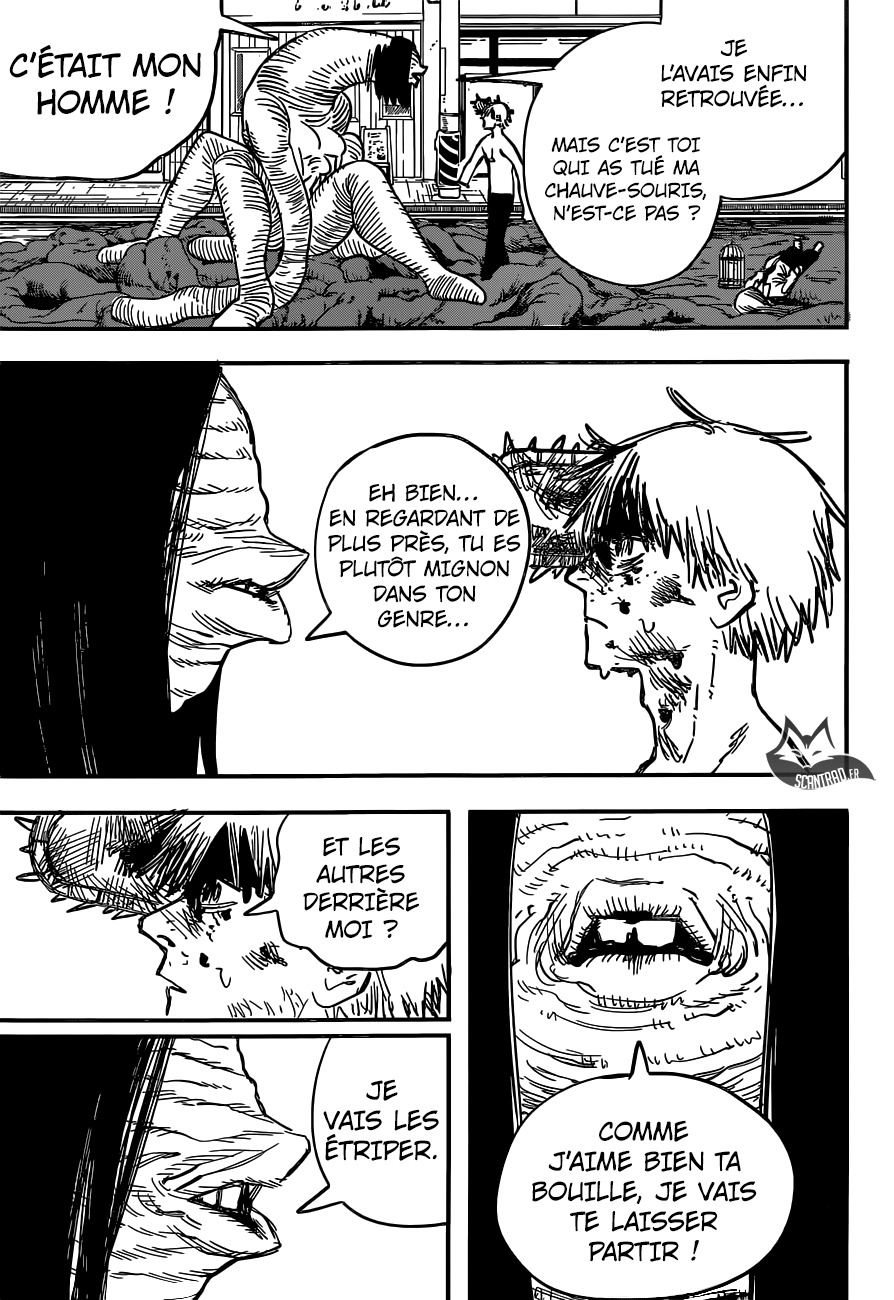 C'ÉTAIT MON
HOMME !
JE
L'AVAIS ENFIN
RETROUVÉE...
MAIS C'EST TOI
QUI AS TUÉ MA
CHAUVE-SOURIS,
N'EST-CE PAS ?
EH BIEN...
EN REGARDANT DE
PLUS PRÈS, TU ES
PLUTÔT MIGNON
DANS TON
GENRE...
SCANTRAD.FR
COMME
J'AIME BIEN TA
BOUILLE, JE VAIS
TE LAISSER
PARTIR !
ET LES
AUTRES
DERRIÈRE
MOI ?
JE
VAIS LES
ÉTRIPER.